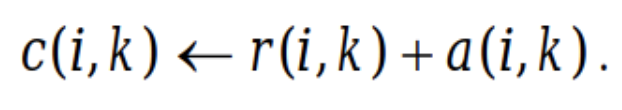 c(i,k) ← r(i,k) + a(i,k).